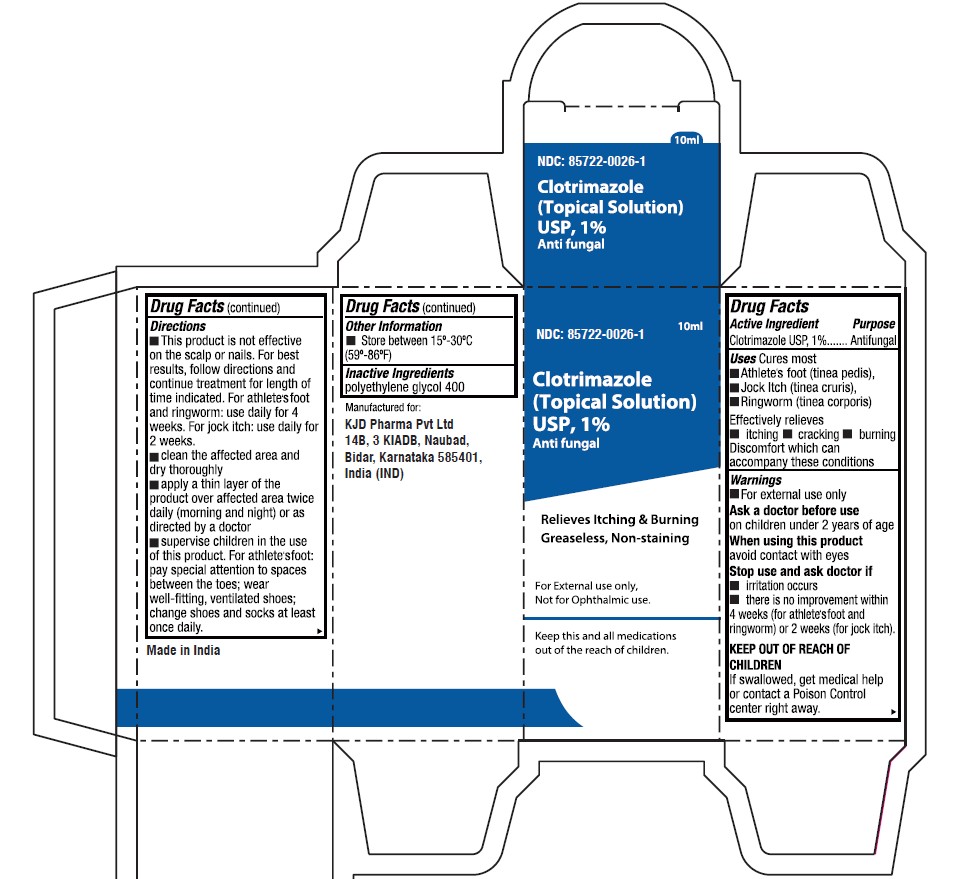 10ml
NDC: 85722-0026-1
Clotrimazole
(Topical Solution)
USP, 1%
Anti fungal
NDC: 85722-0026-1
10ml
Clotrimazole
(Topical Solution)
USP, 1%
Anti fungal
Relieves Itching & Burning
Greaseless, Non-staining
For External use only,
Not for Ophthalmic use.
Keep this and all medications
out of the reach of children.
Drug Facts
Active Ingredient Purpose
Clotrimazole USP, 1%....... Antifungal
Uses Cures most
■ Athlete's foot (tinea pedis),
■ Jock Itch (tinea cruris),
■ Ringworm (tinea corporis)
Effectively relieves
■ itching ■ cracking ■ burning
Discomfort which can
accompany these conditions
Warnings
■ For external use only
Ask a doctor before use
on children under 2 years of age
When using this product
avoid contact with eyes
Stop use and ask doctor if
■ irritation occurs
■ there is no improvement within
4 weeks (for athlete's foot and
ringworm) or 2 weeks (for jock itch).
KEEP OUT OF REACH OF
CHILDREN
If swallowed, get medical help
or contact a Poison Control
center right away.
Drug Facts (continued)
Directions
■ This product is not effective
on the scalp or nails. For best
results, follow directions and
continue treatment for length of
time indicated. For athlete's foot
and ringworm: use daily for 4
weeks. For jock itch: use daily for
2 weeks.
■ clean the affected area and
dry thoroughly
■ apply a thin layer of the
product over affected area twice
daily (morning and night) or as
directed by a doctor
■ supervise children in the use
of this product. For athlete's foot:
pay special attention to spaces
between the toes; wear
well-fitting, ventilated shoes;
change shoes and socks at least
once daily.
Made in India
Drug Facts (continued)
Other Information
■ Store between 15º-30ºC
(59º-86ºF)
Inactive Ingredients
polyethylene glycol 400
Manufactured for:
KJD Pharma Pvt Ltd
14B, 3 KIADB, Naubad,
Bidar, Karnataka 585401,
India (IND)